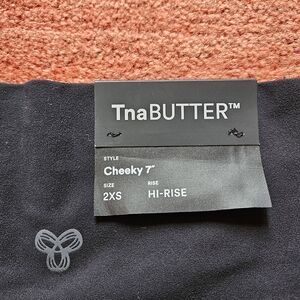 TnaBUTTER™
STYLE
Cheeky 7"
SIZE RISE
2XS HI-RISE